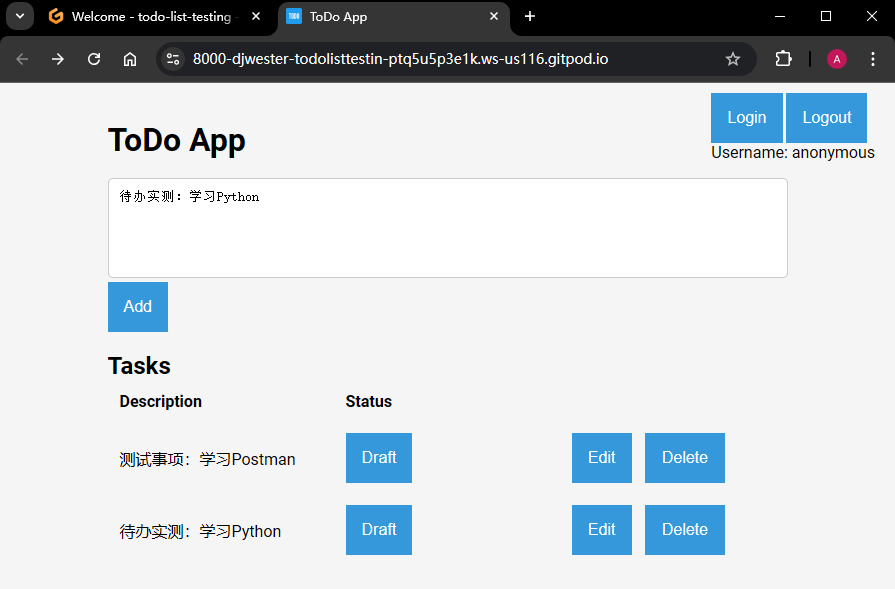 Welcome - todo-list-testing
ToDo App
8000-djwester-todolisttestin-ptq5u5p3e1k.ws-us116.gitpod.io
A
Login Logout
Username: anonymous
ToDo App
待办实测：学习Python
Add
Tasks
Description Status
测试事项：学习Postman Draft Edit Delete
待办实测：学习Python Draft Edit Delete